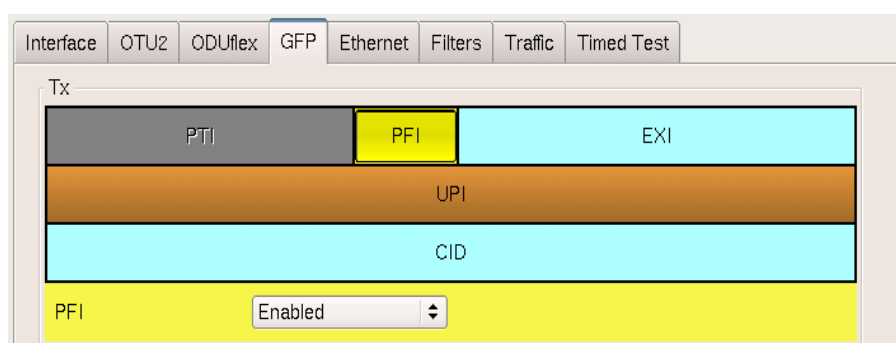 Interface OTU2 ODUflex GFP Ethernet Filters Traffic Timed Test
Tx
PTI PFI EXI
UPI
CID
PFI Enabled